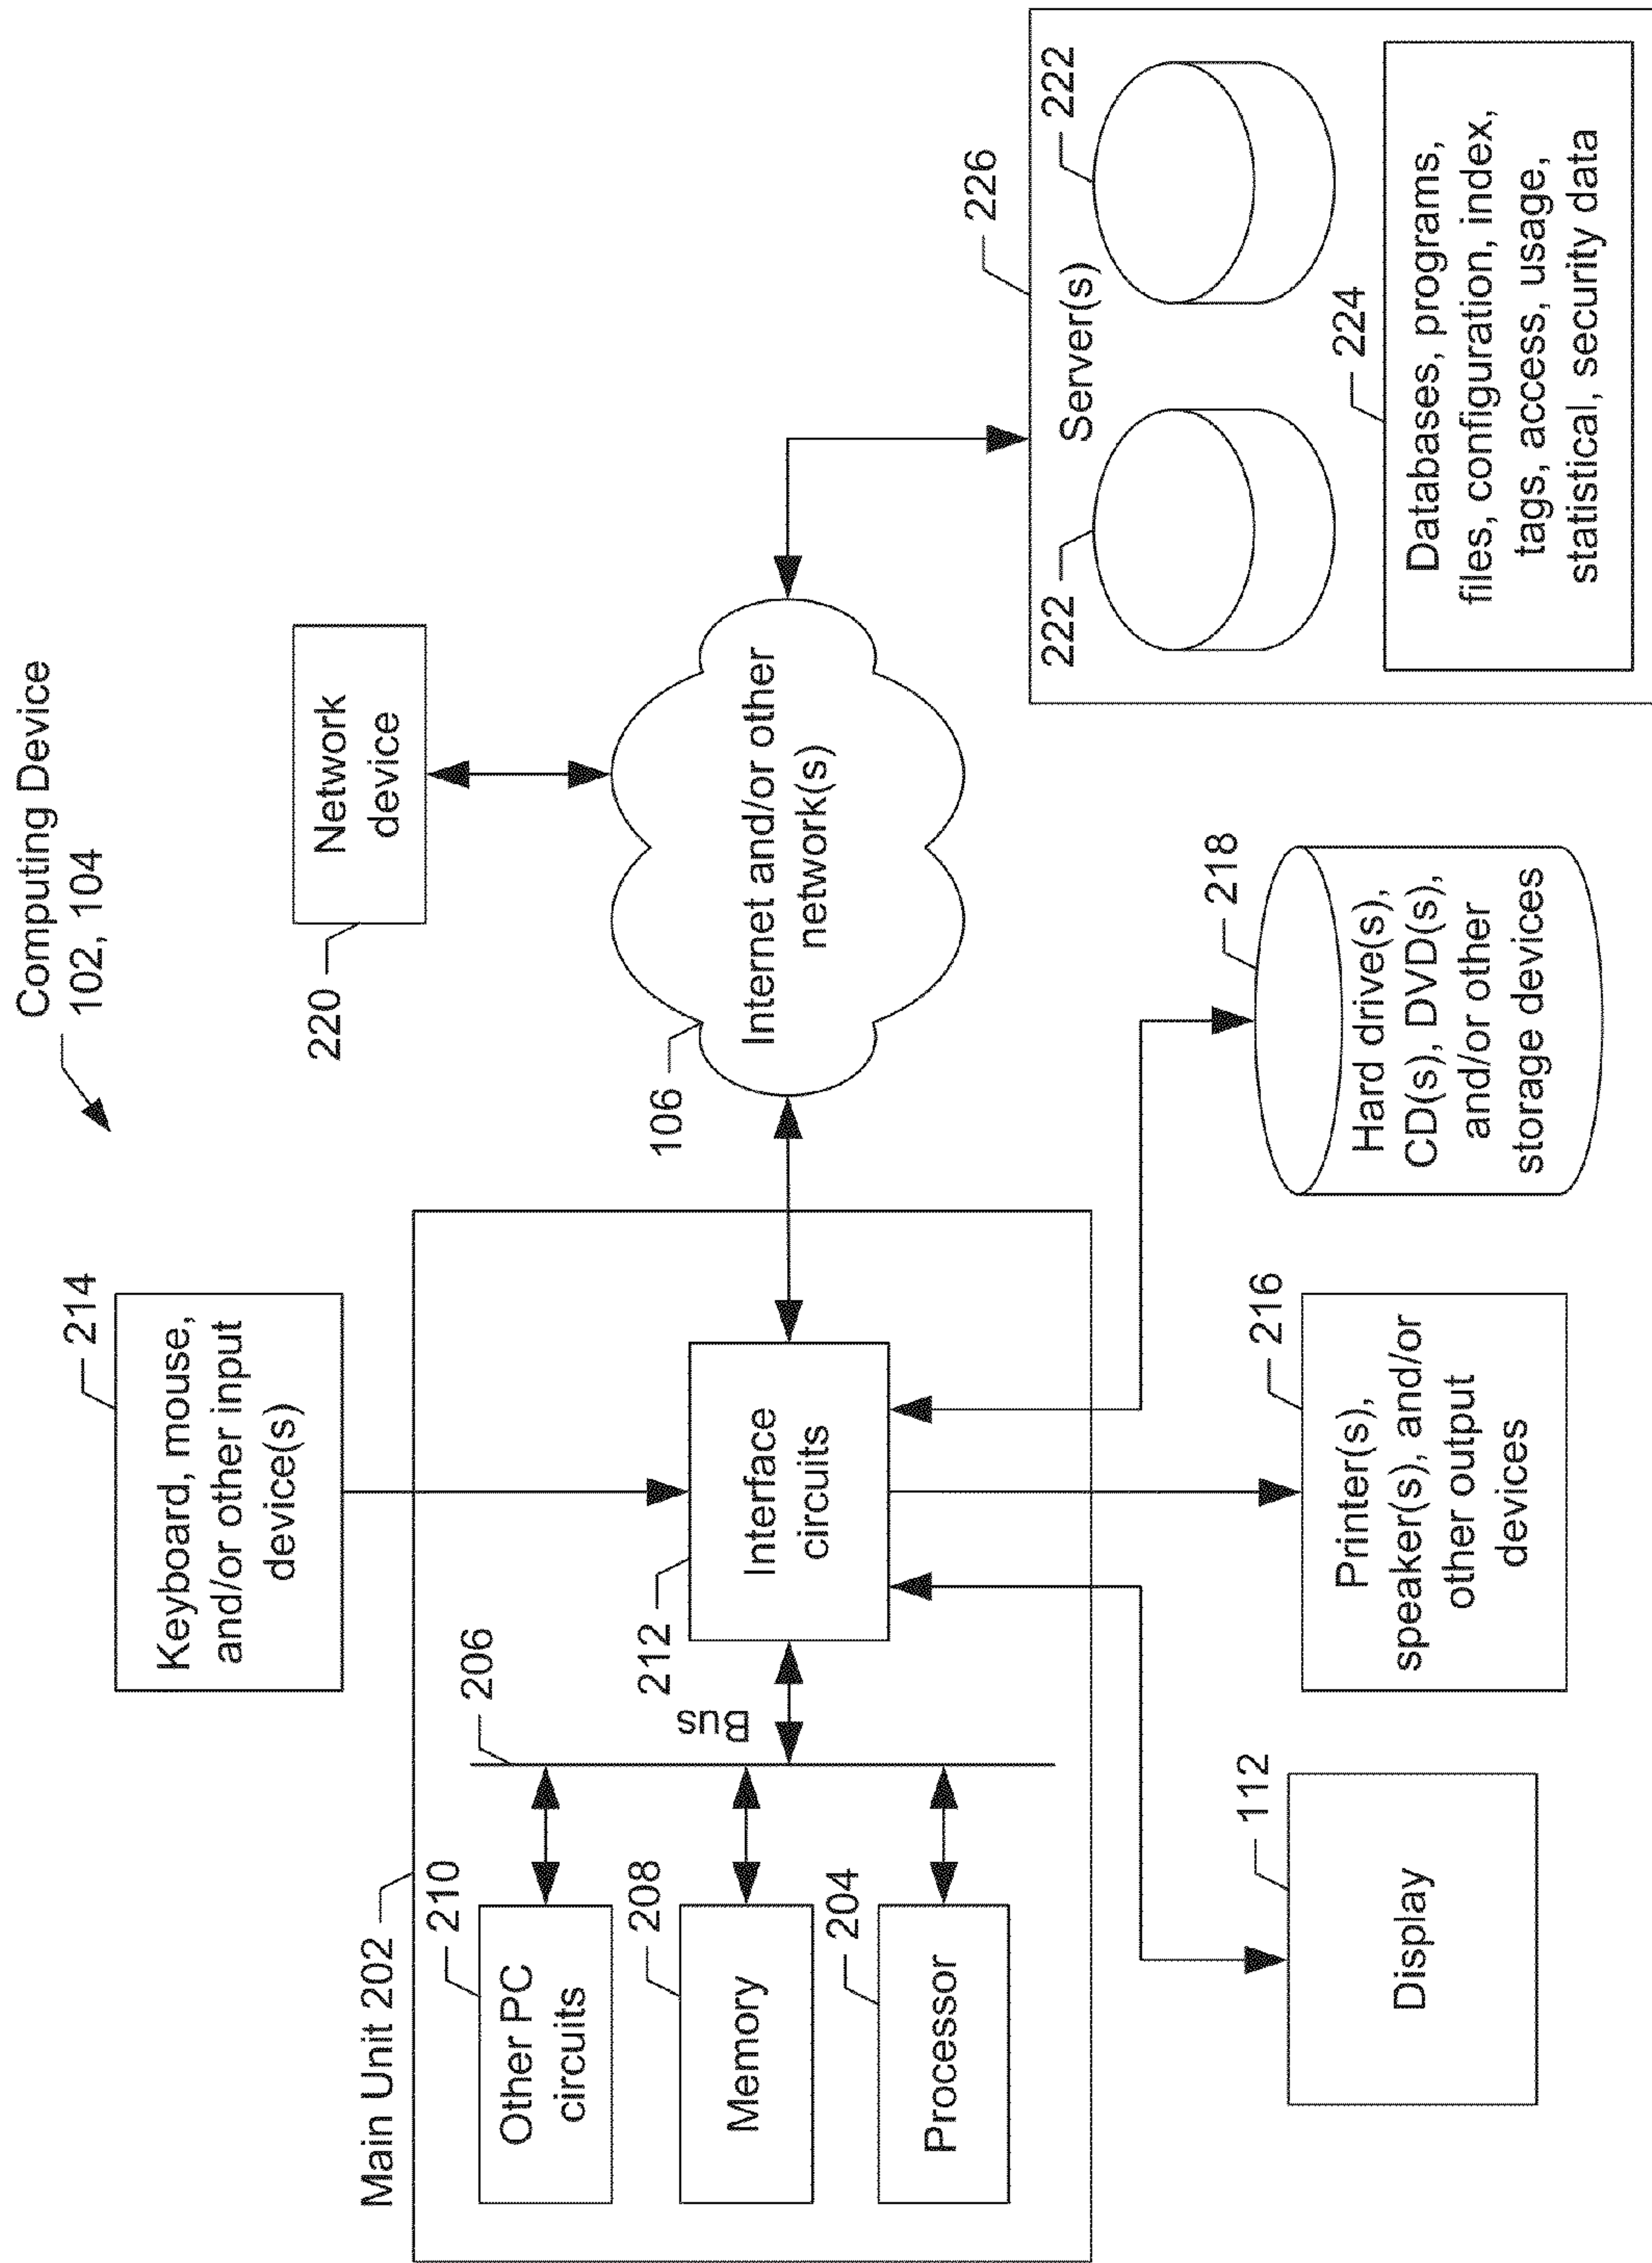 Computing Device
102, 104
214
Keyboard, mouse,
and/or other input
device(s)
Network
device
220
Main Unit 202
210
Other PC
circuits
208
Memory
204
Processor
206
Bus
212
Interface
circuits
106
Internet and/or other
network(s)
226
Server(s)
222
222
224
Databases, programs,
files, configuration, index,
tags, access, usage,
statistical, security data
112
Display
216
Printer(s),
speaker(s), and/or
other output
devices
218
Hard drive(s),
CD(s), DVD(s),
and/or other
storage devices